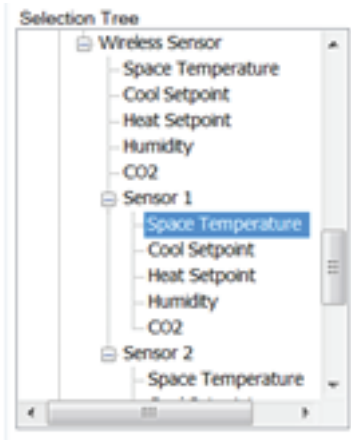 Selection Tree
Wireless Sensor
Space Temperature
Cool Setpoint
Heat Setpoint
Humidity
CO2
Sensor 1
Space Temperature
Cool Setpoint
Heat Setpoint
Humidity
CO2
Sensor 2
Space Temperature